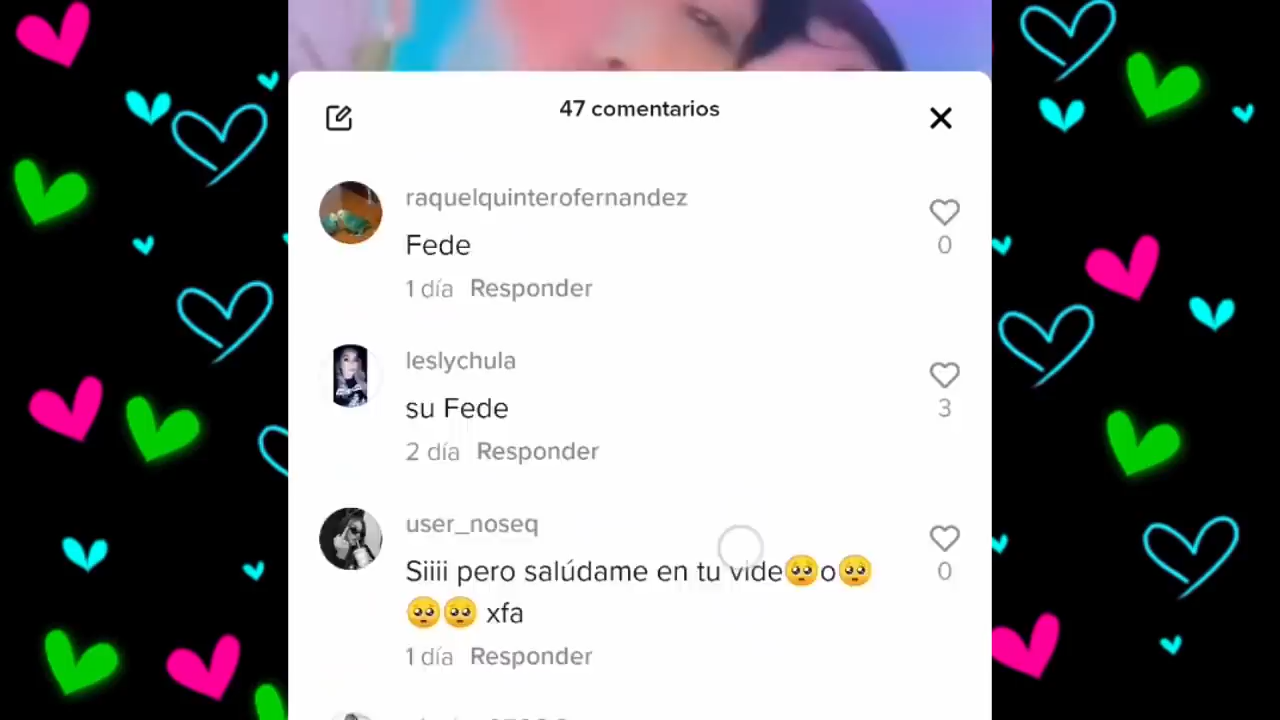 47 comentarios
raquelquinterofernandez
Fede
0
1 día Responder
leslychula
su Fede
3
2 día Responder
user_noseq
Siiii pero salúdame en tu vide🥺o🥺
🥺🥺 xfa
0
1 día Responder